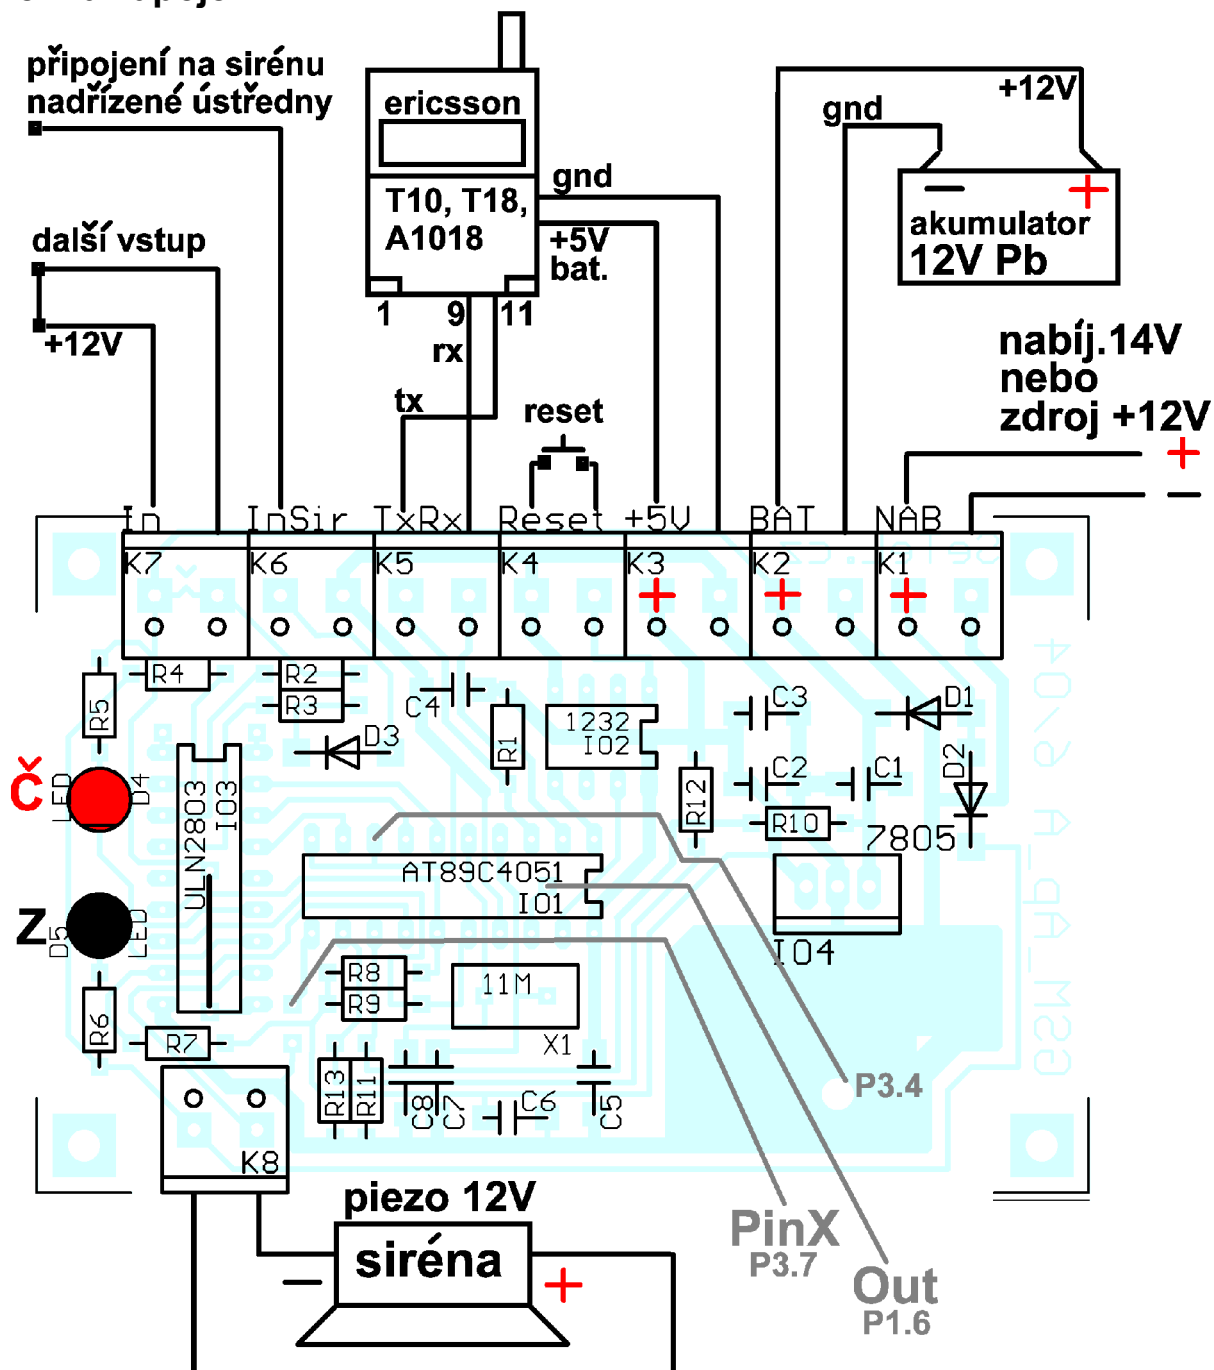 připojení na sirénu
nadřízené ústředny
ericsson
T10, T18,
A1018
gnd
+5V
bat.
1
9
11
rx
tx
reset
+12V
gnd
akumulator
12V Pb
další vstup
+12V
nabíj.14V
nebo
zdroj +12V
In
InSir
TxRx
Reset
+5V
BAT
NAB
K7
K6
K5
K4
K3
K2
K1
R4
R2
R3
R5
C4
R1
1232
IO2
C3
D1
D2
C2
C1
R12
R10
7805
IO4
D3
Č
LED
D4
ULN2803
IO3
AT89C4051
IO1
Z
D5
LED
R6
R7
R8
R9
11M
X1
R13
R11
C8
C7
C6
C5
K8
GSM_Ap A
P3.4
PinX
P3.7
Out
P1.6
piezo 12V
siréna